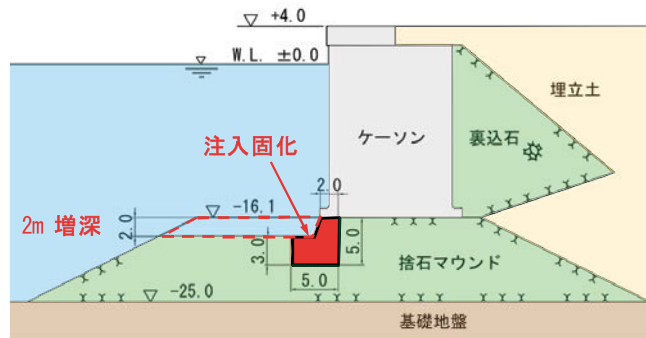 +4.0
W.L. ±0.0
埋立土
ケーソン
裏込石
注入固化
2.0
-16.1
2m 増深
2.0
2.0
3.0
5.0
捨石マウンド
5.0
-25.0
基礎地盤